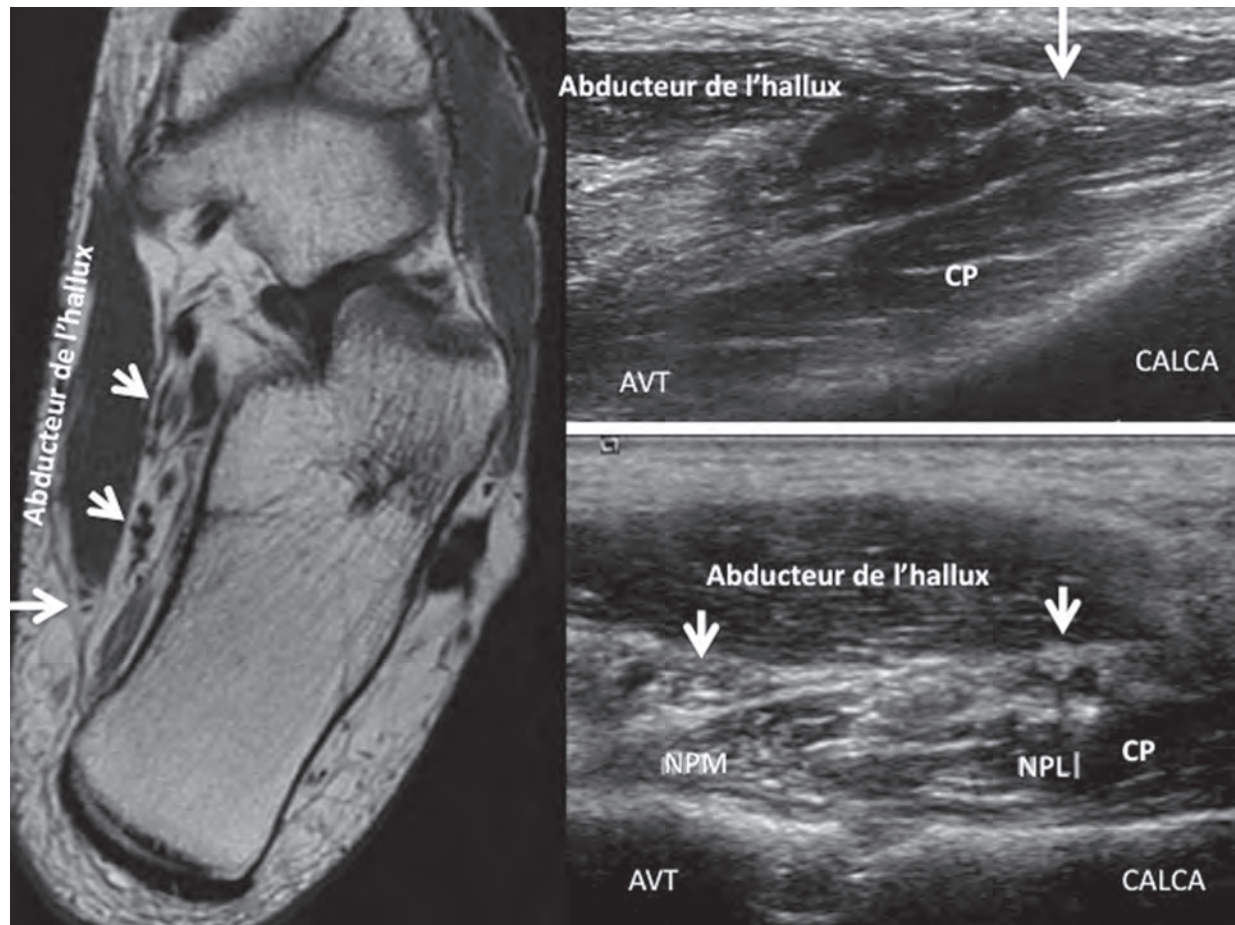 Abducteur de l'hallux
Abducteur de l'hallux
CP
AVT
CALCA
Abducteur de l'hallux
NPM
NPL
CP
AVT
CALCA